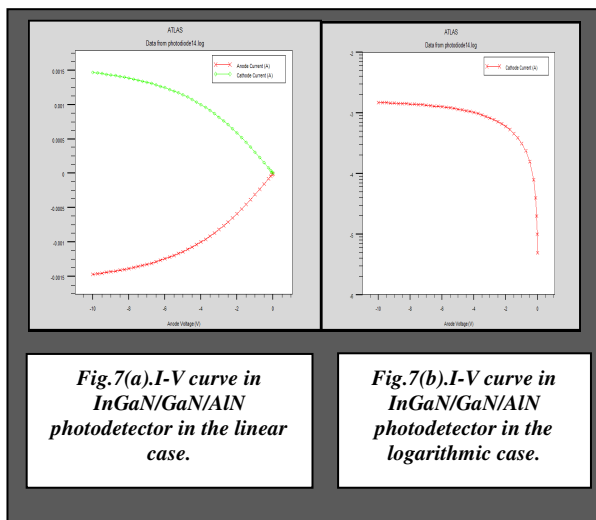 ATLAS
Data from photodiode14.log
Anode Current (A)
Cathode Current (A)
0.0015
0.001
0.0005
0
-0.0005
-0.001
-0.0015
-10 -8 -6 -4 -2 0
Anode Voltage (V)
ATLAS
Data from photodiode14.log
Cathode Current (A)
-2
-3
-4
-5
-6
-10 -8 -6 -4 -2 0
Anode Voltage (V)
Fig.7(a).I-V curve in
InGaN/GaN/AlN
photodetector in the linear
case.
Fig.7(b).I-V curve in
InGaN/GaN/AlN
photodetector in the
logarithmic case.